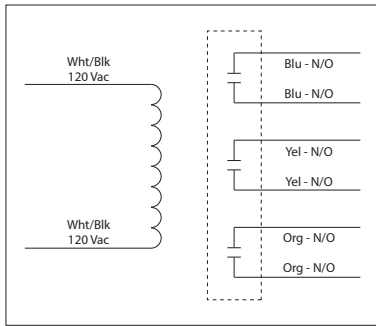 Wht/Blk
120 Vac
Wht/Blk
120 Vac
Blu - N/O
Blu - N/O
Yel - N/O
Yel - N/O
Org - N/O
Org - N/O